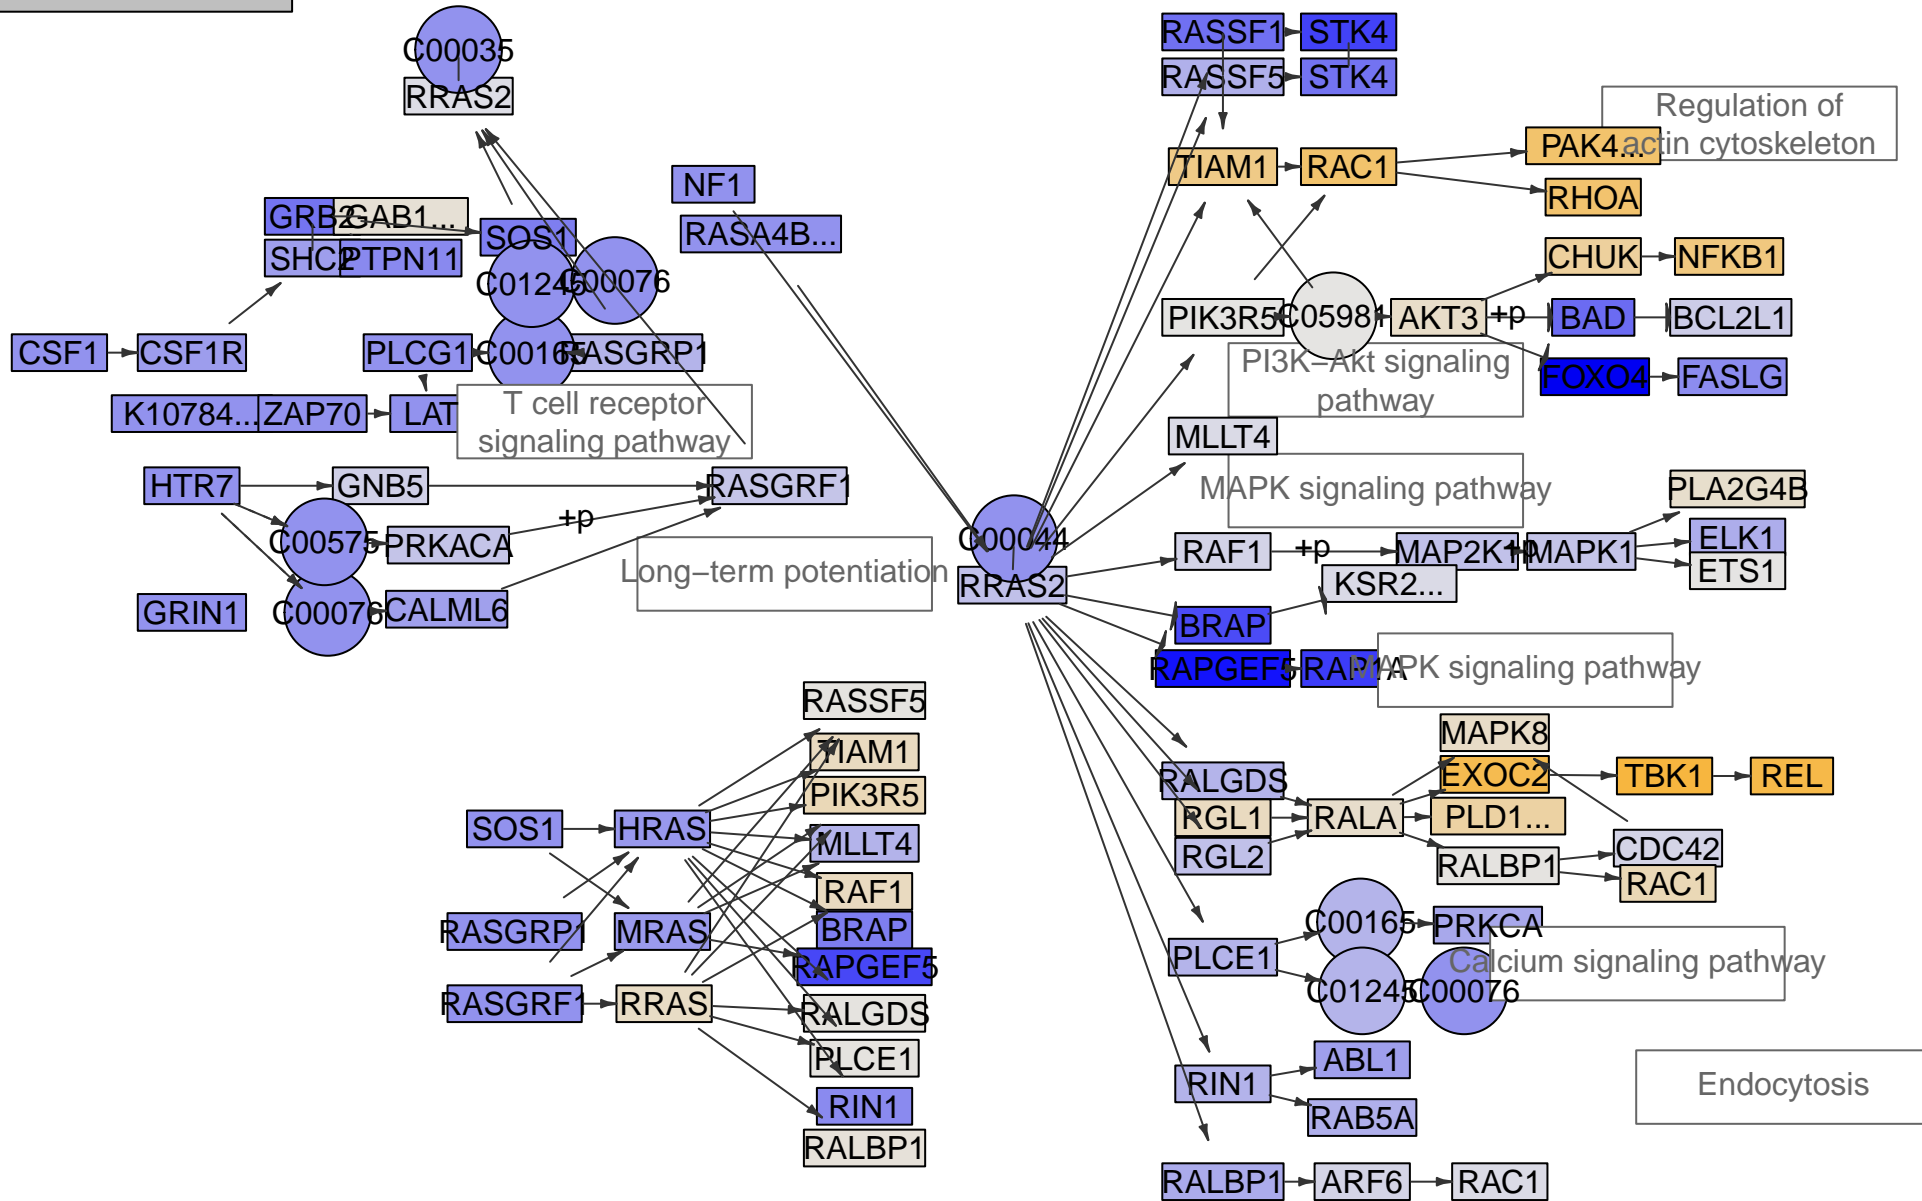 C00035
RRAS2
NF1
RASA4B...
GRB2
GAB1...
SOS1
SHC2
PTPN11
C01245
C00076
CSF1
CSF1R
PLCG1
C00165
RASGRP1
K10784...
ZAP70
LAT
T cell receptor
signaling pathway
HTR7
GNB5
RASGRF1
C00575
PRKACA
+p
GRIN1
C00076
CALML6
Long−term potentiation
C00044
RRAS2
RASSF1
STK4
RASSF5
STK4
Regulation of
actin cytoskeleton
PAK4...
TIAM1
RAC1
RHOA
CHUK
NFKB1
PIK3R5
C05981
AKT3
+p
BAD
BCL2L1
PI3K−Akt signaling
pathway
FOXO4
FASLG
MLLT4
MAPK signaling pathway
PLA2G4B
RAF1
+p
MAP2K1
+p
MAPK1
ELK1
ETS1
KSR2...
BRAP
RAPGEF5
RAP1A
MAPK signaling pathway
RASSF5
TIAM1
PIK3R5
SOS1
HRAS
MLLT4
RAF1
RASGRP1
MRAS
BRAP
RAPGEF5
RASGRF1
RRAS
RALGDS
PLCE1
RIN1
RALBP1
MAPK8
RALGDS
EXOC2
TBK1
REL
RGL1
RALA
PLD1...
RGL2
RALBP1
CDC42
RAC1
C00165
PRKCA
PLCE1
Calcium signaling pathway
C01245
C00076
RIN1
ABL1
RAB5A
Endocytosis
RALBP1
ARF6
RAC1